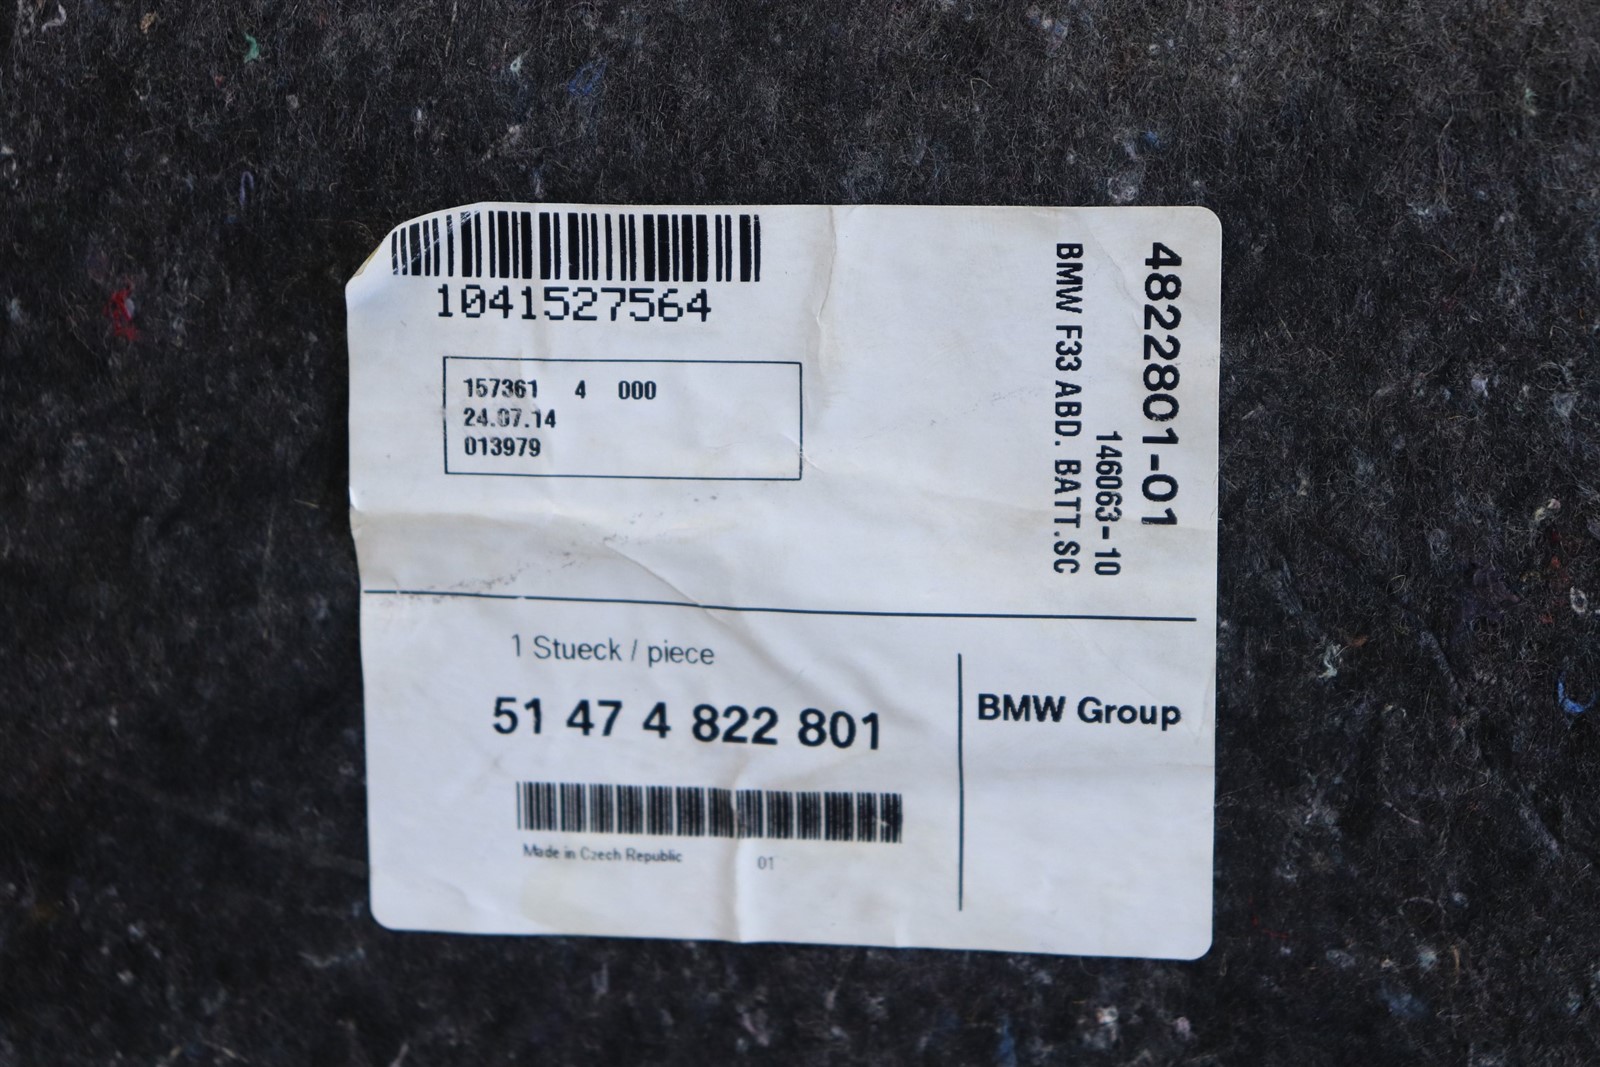 1041527564
157361 4 000
24.07.14
013979
4822801-01
146063-10
BMW F33 ABD. BATT.SC
1 Stueck / piece
51 47 4 822 801
BMW Group
Made in Czech Republic 01